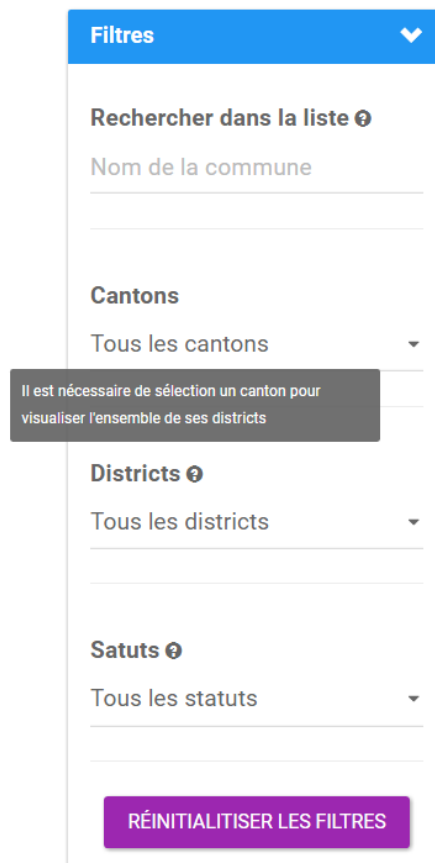 Filtres
Rechercher dans la liste
Nom de la commune
Cantons
Tous les cantons
Il est nécessaire de sélection un canton pour
visualiser l'ensemble de ses districts
Districts
Tous les districts
Satuts
Tous les statuts
RÉINITIALITISER LES FILTRES